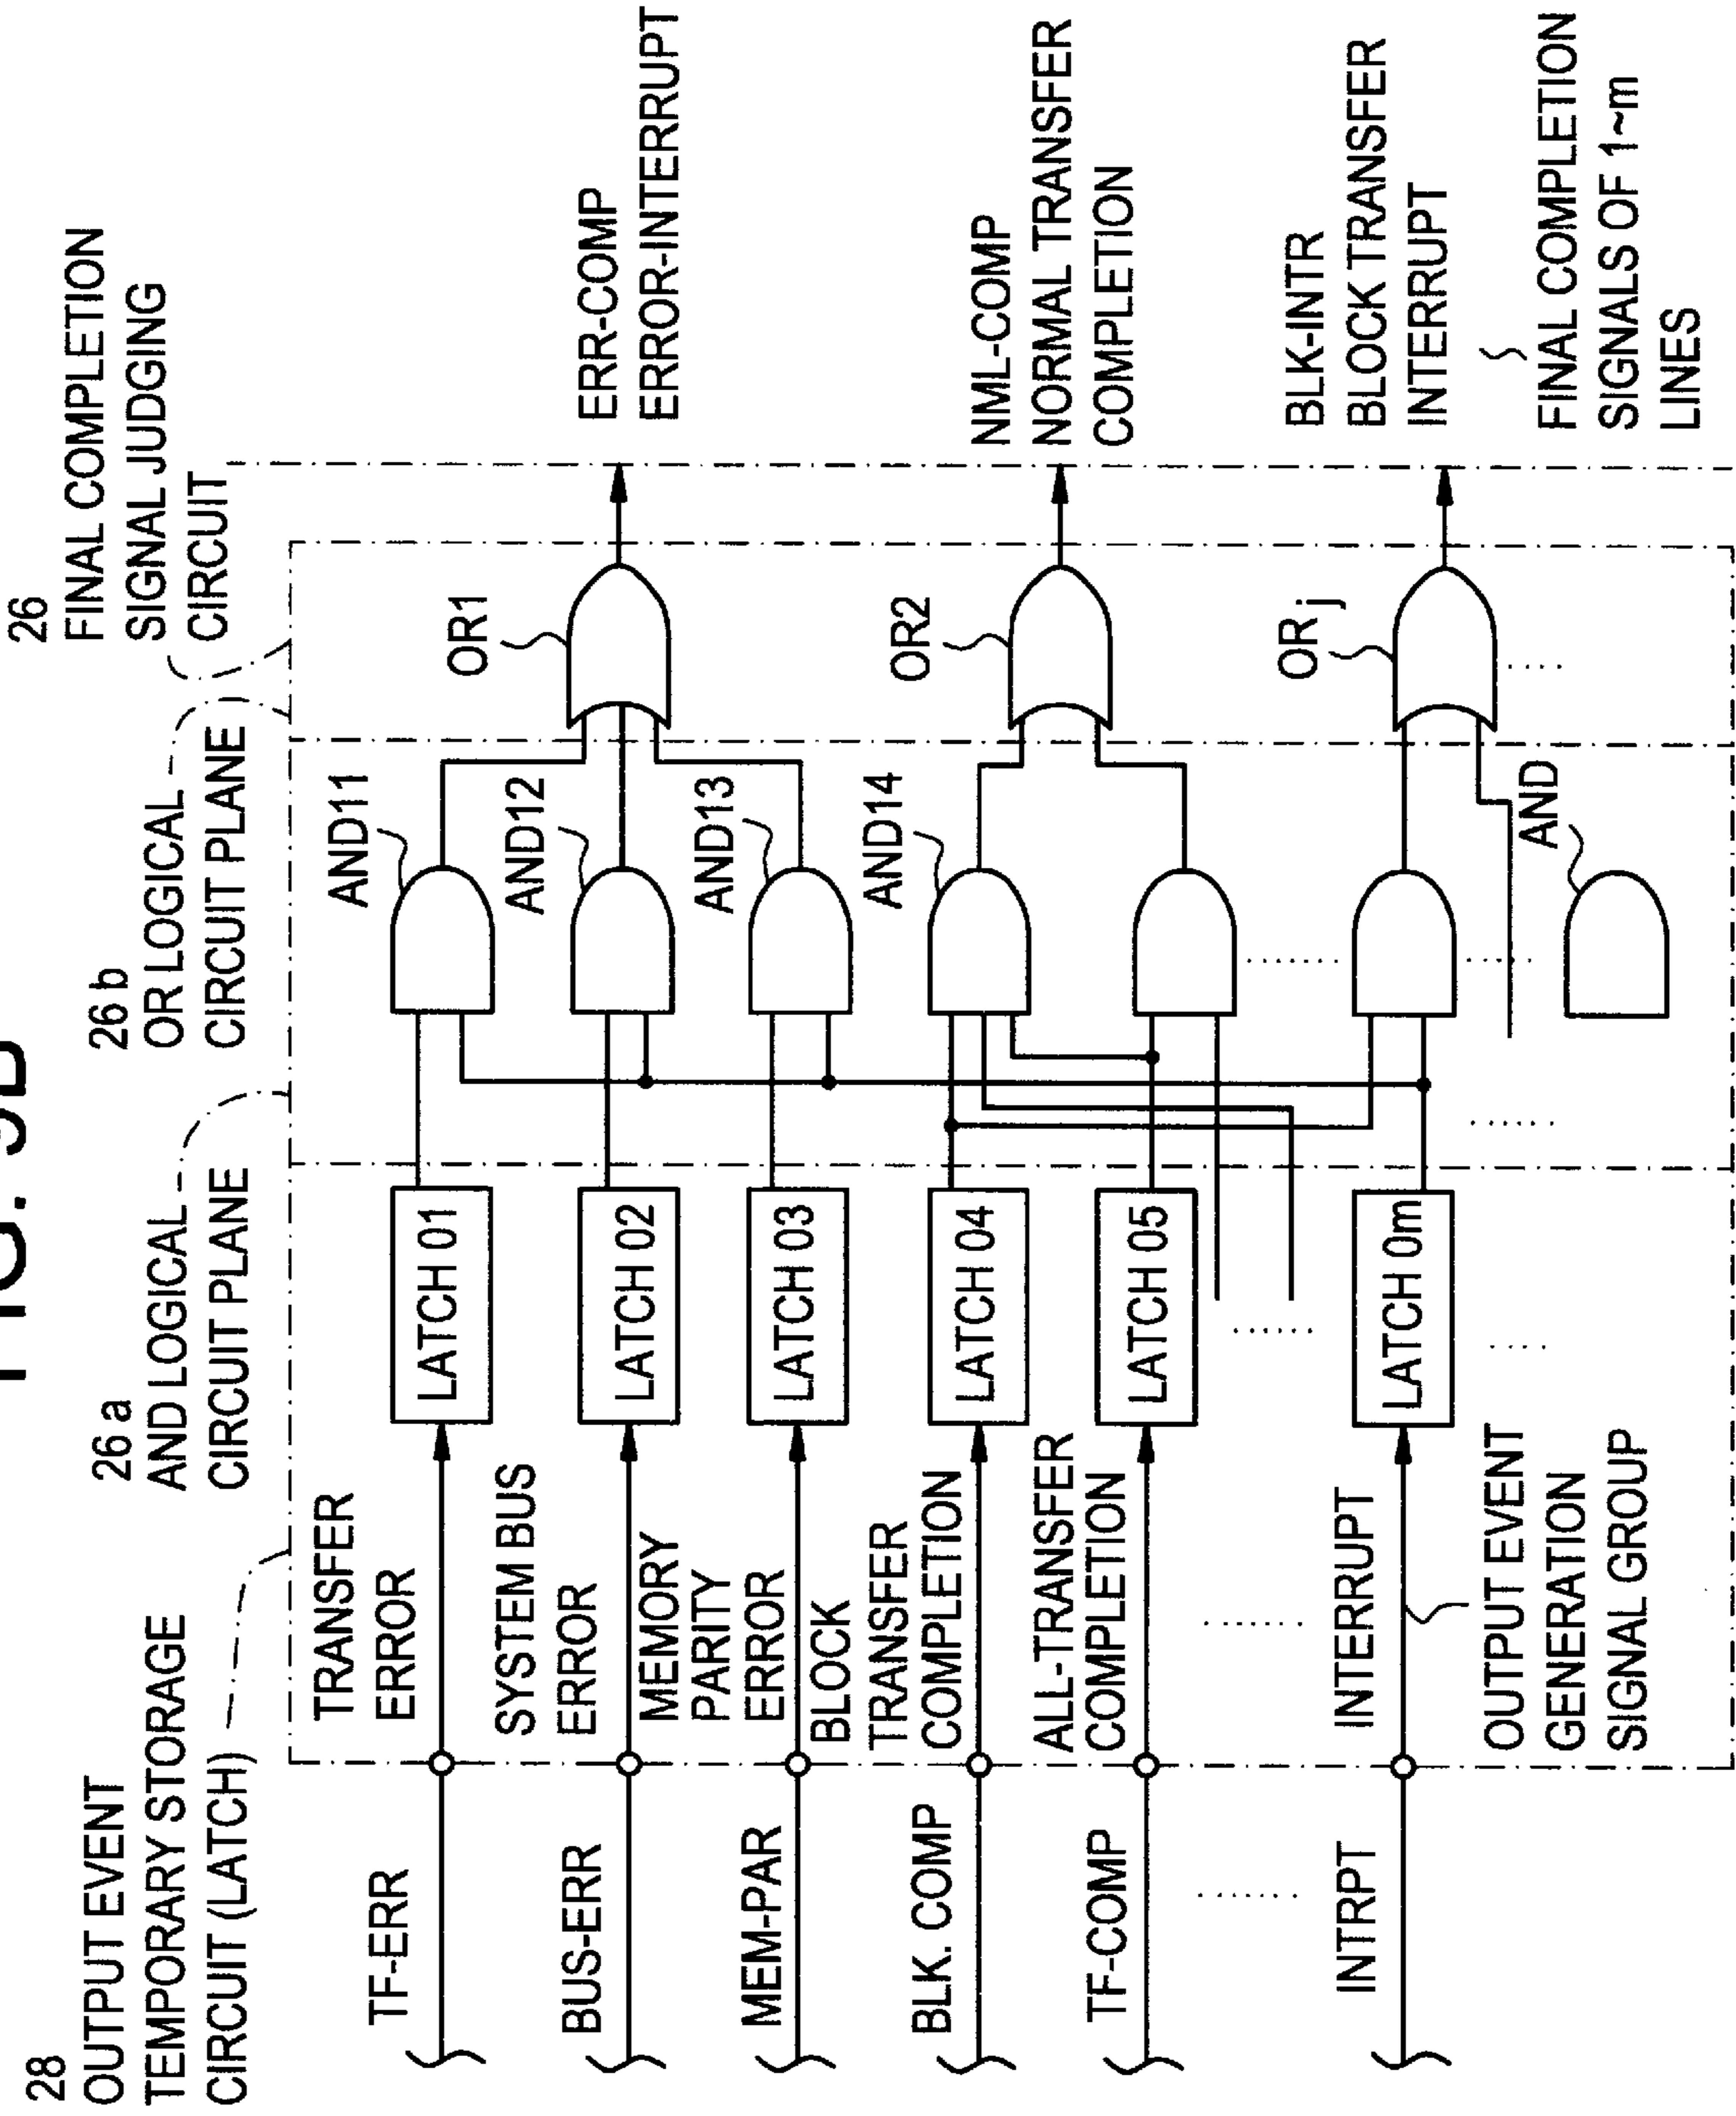 28
OUTPUT EVENT
TEMPORARY STORAGE
CIRCUIT (LATCH)
26 a
AND LOGICAL
CIRCUIT PLANE
26 b
OR LOGICAL
CIRCUIT PLANE
26
FINAL COMPLETION
SIGNAL JUDGING
CIRCUIT
TF-ERR
TRANSFER
ERROR
LATCH 01
AND11
OR1
ERR-COMP
ERROR-INTERRUPT
BUS-ERR
SYSTEM BUS
ERROR
LATCH 02
AND12
MEM-PAR
MEMORY
PARITY
ERROR
LATCH 03
AND13
BLK. COMP
BLOCK
TRANSFER
COMPLETION
LATCH 04
AND14
OR2
NML-COMP
NORMAL TRANSFER
COMPLETION
TF-COMP
ALL-TRANSFER
COMPLETION
LATCH 05
INTRPT
INTERRUPT
LATCH 0m
OR j
BLK-INTR
BLOCK TRANSFER
INTERRUPT
OUTPUT EVENT
GENERATION
SIGNAL GROUP
AND
FINAL COMPLETION
SIGNALS OF 1~m
LINES